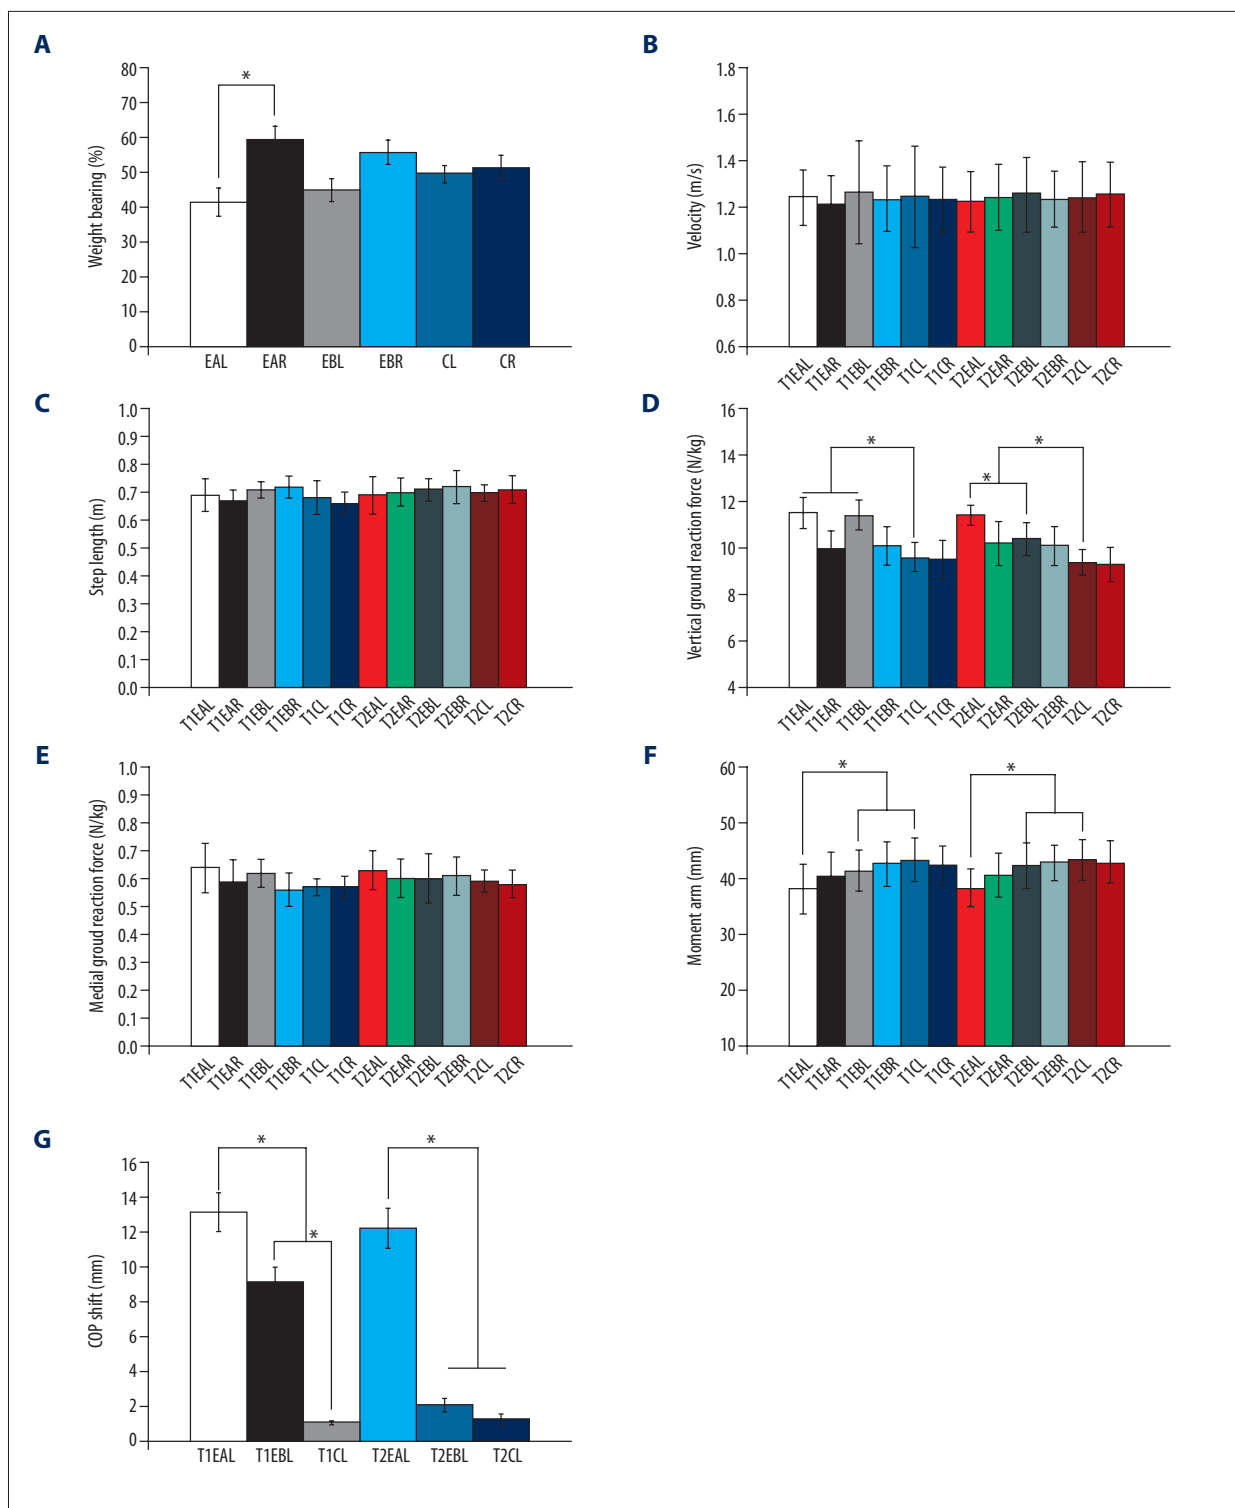 A
80
70
60
50
40
30
20
10
0
Weight bearing (%)
*
EAL EAR EBL EBR CL CR
B
1.8
1.6
1.4
1.2
1.0
0.8
0.6
Velocity (m/s)
T1EAL T1EAR T1EBL T1EBR T1CL T1CR T2EAL T2EAR T2EBL T2EBR T2CL T2CR
C
1.0
0.9
0.8
0.7
0.6
0.5
0.4
0.3
0.2
0.1
0.0
Step length (m)
T1EAL T1EAR T1EBL T1EBR T1CL T1CR T2EAL T2EAR T2EBL T2EBR T2CL T2CR
D
16
14
12
10
8
6
4
Vertical ground reaction force (N/kg)
* * *
T1EAL T1EAR T1EBL T1EBR T1CL T1CR T2EAL T2EAR T2EBL T2EBR T2CL T2CR
E
1.0
0.9
0.8
0.7
0.6
0.5
0.4
0.3
0.2
0.1
0.0
Medial groud reaction force (N/kg)
T1EAL T1EAR T1EBL T1EBR T1CL T1CR T2EAL T2EAR T2EBL T2EBR T2CL T2CR
F
60
50
40
30
20
10
Moment arm (mm)
* *
T1EAL T1EAR T1EBL T1EBR T1CL T1CR T2EAL T2EAR T2EBL T2EBR T2CL T2CR
G
16
14
12
10
8
6
4
2
0
COP shift (mm)
* * *
T1EAL T1EBL T1CL T2EAL T2EBL T2CL